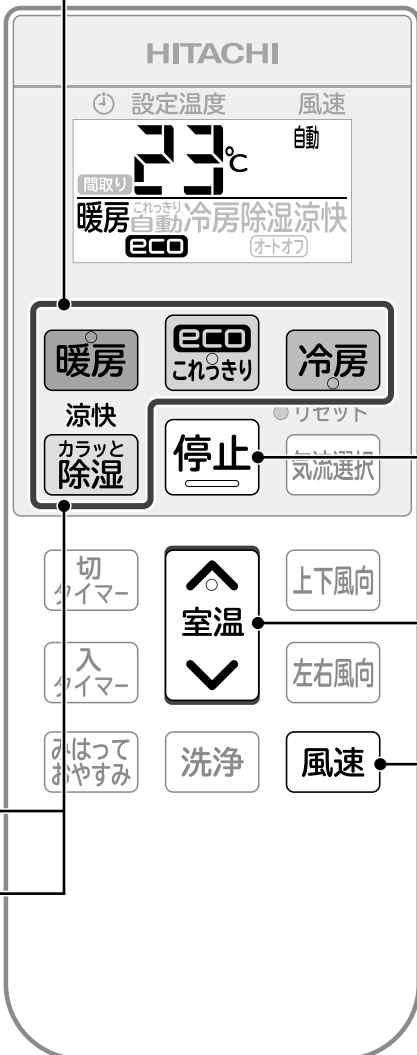 HITACHI
設定温度 風速
23℃ 自動
間取り
暖房 これっきり自動 冷房 除湿 涼快
eco オートオフ
暖房 eco これっきり 冷房
涼快 リセット
カラッと除湿 停止 気流選択
切タイマー 室温 上下風向
入タイマー 左右風向
みはっておやすみ 洗浄 風速